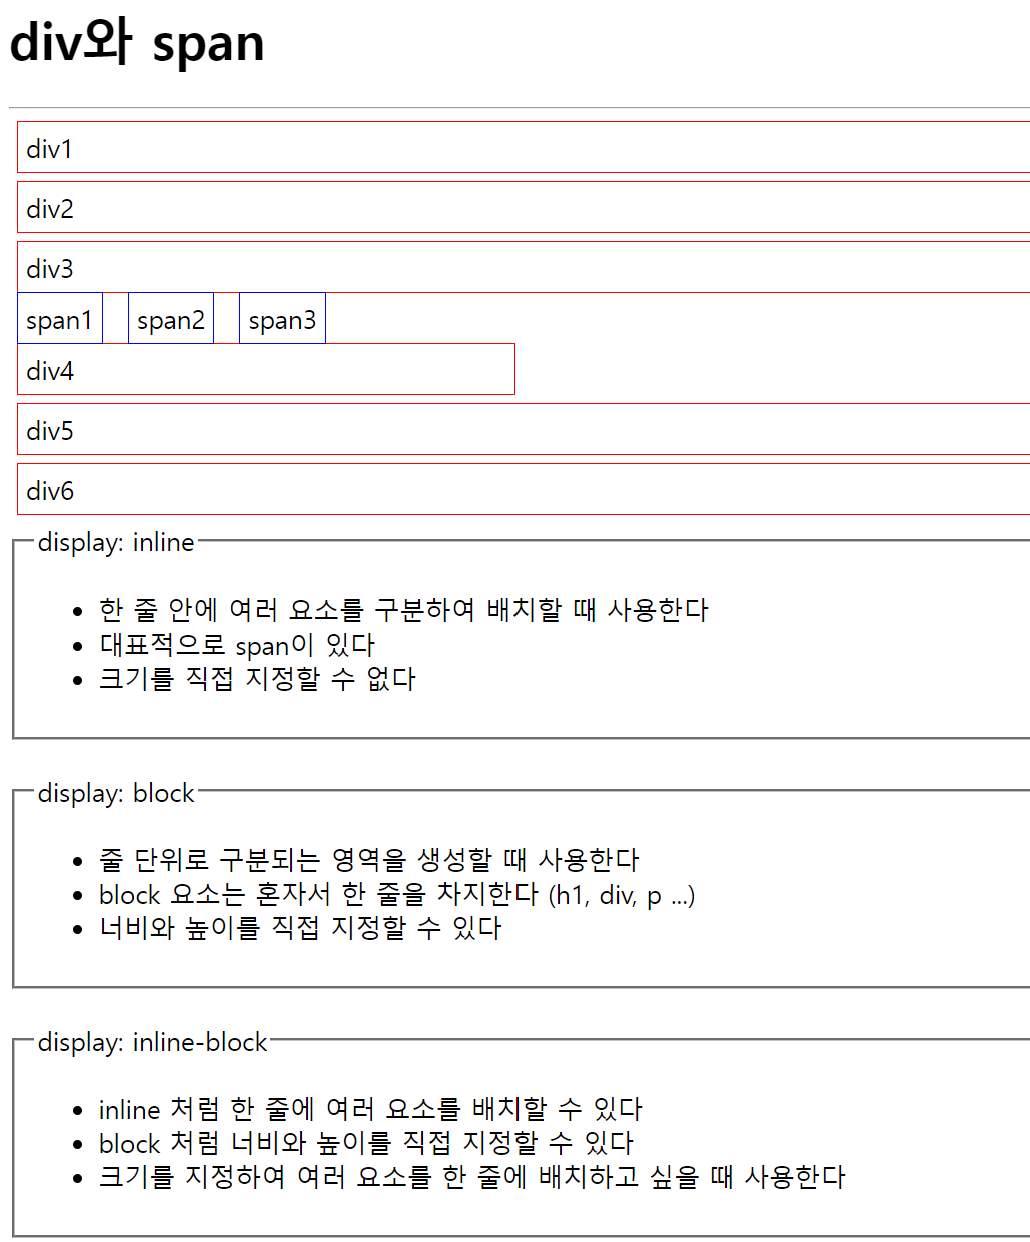 div와 span
div1
div2
div3
span1 span2 span3
div4
div5
div6
display: inline
한 줄 안에 여러 요소를 구분하여 배치할 때 사용한다
대표적으로 span이 있다
크기를 직접 지정할 수 없다
display: block
줄 단위로 구분되는 영역을 생성할 때 사용한다
block 요소는 혼자서 한 줄을 차지한다 (h1, div, p ...)
너비와 높이를 직접 지정할 수 있다
display: inline-block
inline 처럼 한 줄에 여러 요소를 배치할 수 있다
block 처럼 너비와 높이를 직접 지정할 수 있다
크기를 지정하여 여러 요소를 한 줄에 배치하고 싶을 때 사용한다